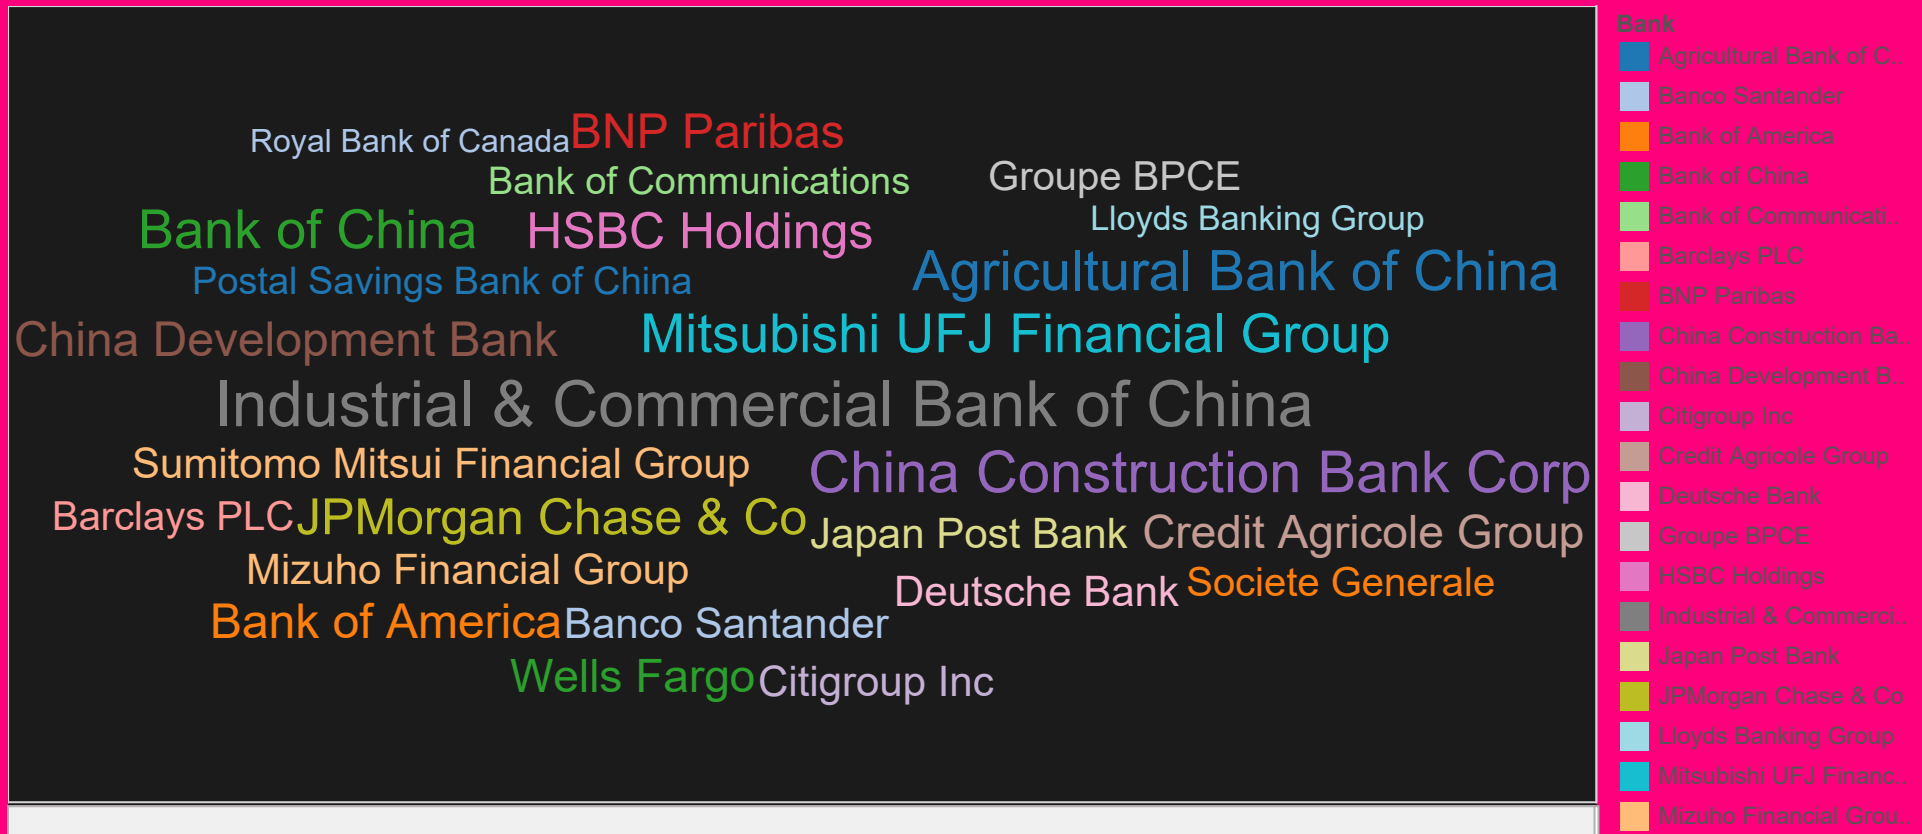 Royal Bank of Canada
BNP Paribas
Bank of Communications
Groupe BPCE
Bank of China
HSBC Holdings
Lloyds Banking Group
Postal Savings Bank of China
Agricultural Bank of China
China Development Bank
Mitsubishi UFJ Financial Group
Industrial & Commercial Bank of China
Sumitomo Mitsui Financial Group
China Construction Bank Corp
Barclays PLC
JPMorgan Chase & Co
Japan Post Bank
Credit Agricole Group
Mizuho Financial Group
Deutsche Bank
Societe Generale
Bank of America
Banco Santander
Wells Fargo
Citigroup Inc
Bank
Agricultural Bank of C..
Banco Santander
Bank of America
Bank of China
Bank of Communicati..
Barclays PLC
BNP Paribas
China Construction Ba..
China Development B..
Citigroup Inc
Credit Agricole Group
Deutsche Bank
Groupe BPCE
HSBC Holdings
Industrial & Commerci..
Japan Post Bank
JPMorgan Chase & Co
Lloyds Banking Group
Mitsubishi UFJ Financ..
Mizuho Financial Grou..